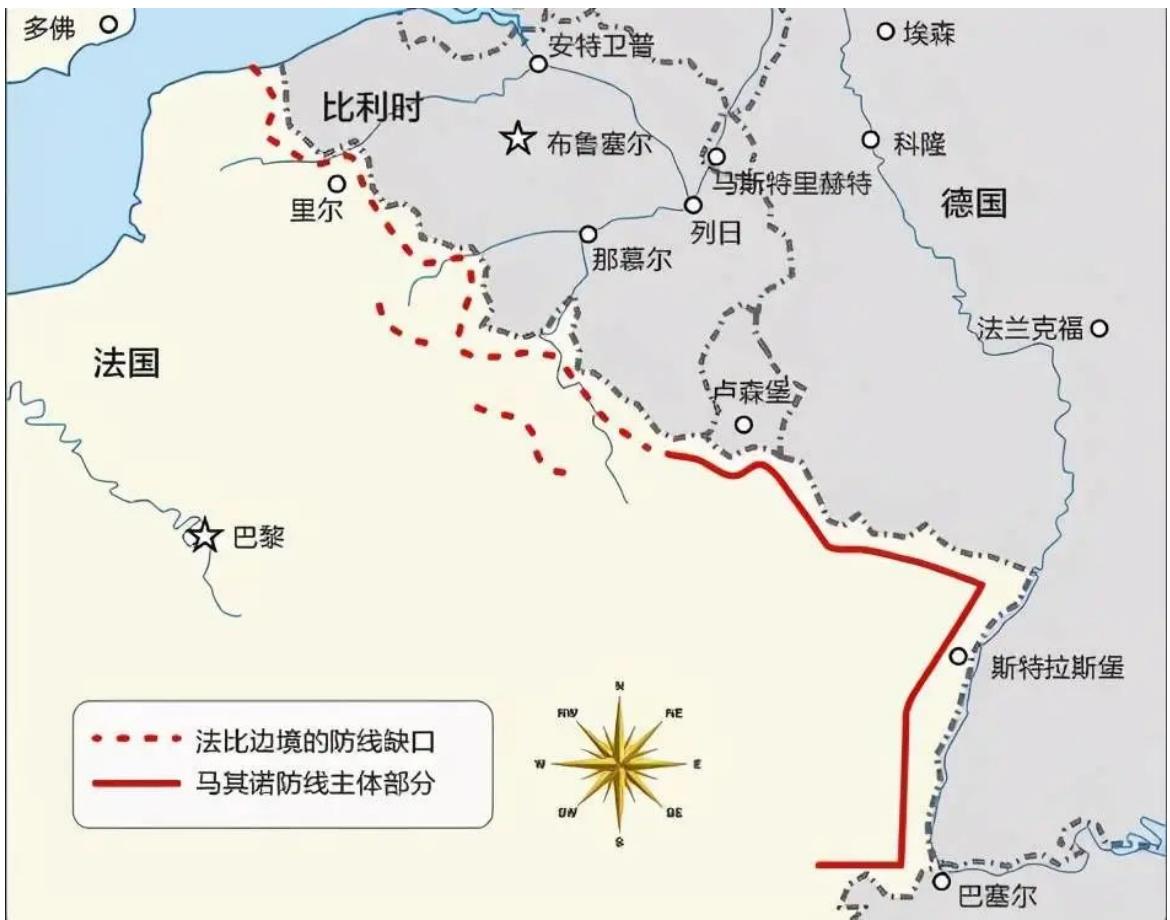 多佛
安特卫普
埃森
比利时
布鲁塞尔
科隆
马斯特里赫特
里尔
列日
德国
那慕尔
法国
法兰克福
卢森堡
巴黎
斯特拉斯堡
N
NE
W
E
S
法比边境的防线缺口
马其诺防线主体部分
巴塞尔